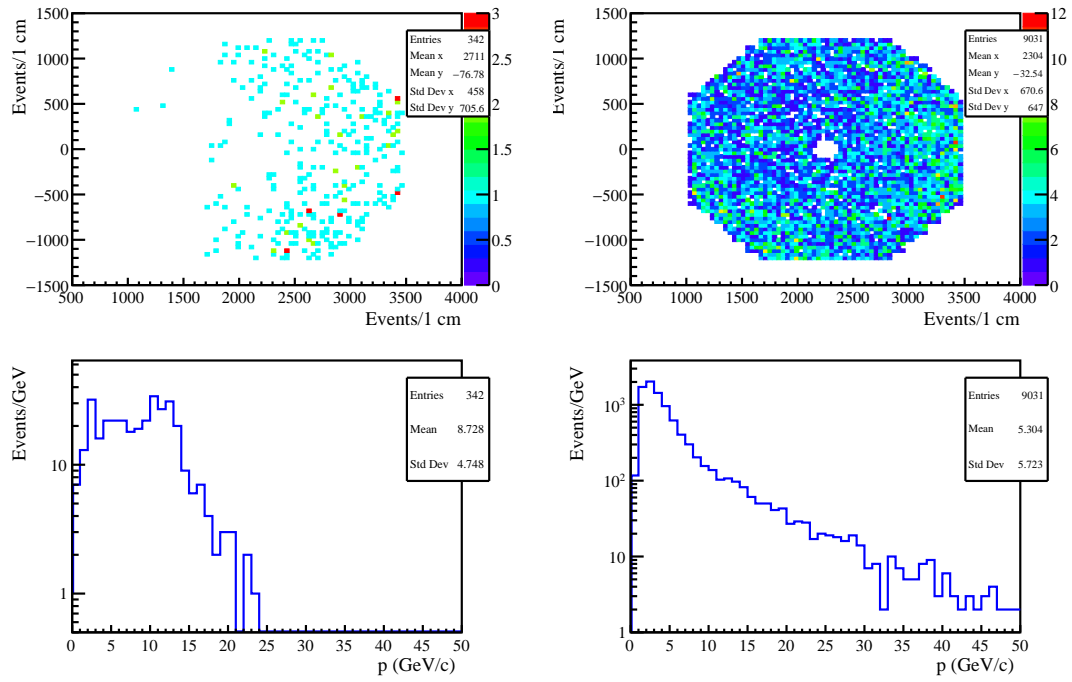 Events/1 cm
1500
1000
500
0
−500
−1000
−1500
500 1000 1500 2000 2500 3000 3500 4000
Events/1 cm
3
2.5
2
1.5
1
0.5
0
Entries 342
Mean x 2711
Mean y −76.78
Std Dev x 458
Std Dev y 705.6
Events/1 cm
1500
1000
500
0
−500
−1000
−1500
500 1000 1500 2000 2500 3000 3500 4000
Events/1 cm
12
10
8
6
4
2
0
Entries 9031
Mean x 2304
Mean y −32.54
Std Dev x 670.6
Std Dev y 647
Events/GeV
10
1
0 5 10 15 20 25 30 35 40 45 50
p (GeV/c)
Entries 342
Mean 8.728
Std Dev 4.748
Events/GeV
10³
10²
10
1
0 5 10 15 20 25 30 35 40 45 50
p (GeV/c)
Entries 9031
Mean 5.304
Std Dev 5.723